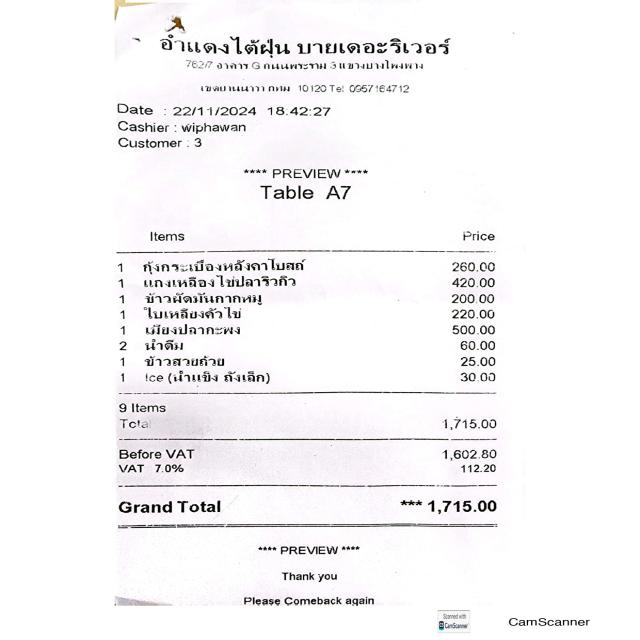 อำแดงไต้ฝุ่น บายเดอะริเวอร์
762/7 อาคาร G ถนนพระราม 3 แขวงบางโพงพาง
เขตยานนาวา กทม 10120 Tel 0957164712
Date : 22/11/2024 18:42:27
Cashier : wiphawan
Customer : 3
**** PREVIEW ****
Table A7
Items Price
1 กุ้งกระเบื้องหลังคาโบสถ์ 260.00
1 แกงเหลืองไข่ปลาริวกิว 420.00
1 ข้าวผัดมันกากหมู 200.00
1 ใบเหลียงคั่วไข่ 220.00
1 เมี่ยงปลากะพง 500.00
2 น้ำดื่ม 60.00
1 ข้าวสวยถ้วย 25.00
1 Ice (น้ำแข็ง ถังเล็ก) 30.00
9 Items
Total 1,715.00
Before VAT 1,602.80
VAT 7.0% 112.20
Grand Total *** 1,715.00
**** PREVIEW ****
Thank you
Please Comeback again
Scanned with
CS CamScanner
CamScanner